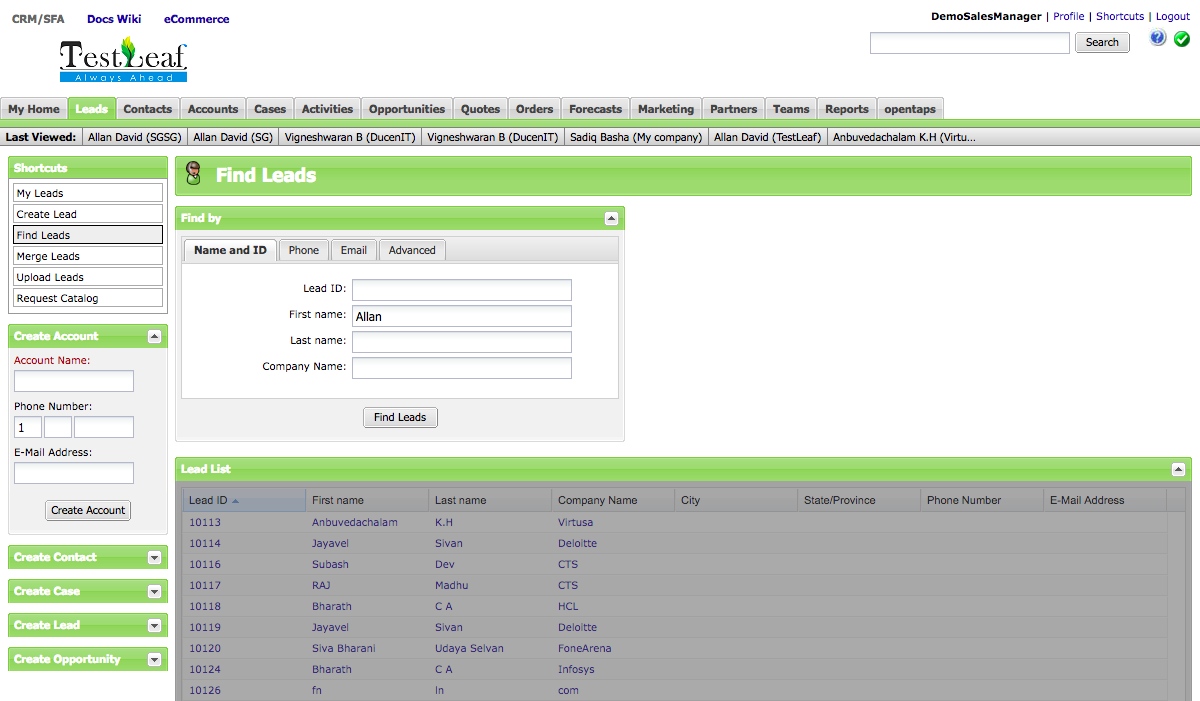 CRM/SFA Docs Wiki eCommerce
DemoSalesManager | Profile | Shortcuts | Logout
TestLeaf
Always Ahead
Search
My Home Leads Contacts Accounts Cases Activities Opportunities Quotes Orders Forecasts Marketing Partners Teams Reports opentaps
Last Viewed: Allan David (SGSG) Allan David (SG) Vigneshwaran B (DucenIT) Vigneshwaran B (DucenIT) Sadiq Basha (My company) Allan David (TestLeaf) Anbuvedachalam K.H (Virtu...
Shortcuts
My Leads
Create Lead
Find Leads
Merge Leads
Upload Leads
Request Catalog
Create Account
Account Name:
Phone Number:
1
E-Mail Address:
Create Account
Create Contact
Create Case
Create Lead
Create Opportunity
Find Leads
Find by
Name and ID Phone Email Advanced
Lead ID:
First name: Allan
Last name:
Company Name:
Find Leads
Lead List
Lead ID First name Last name Company Name City State/Province Phone Number E-Mail Address
10113 Anbuvedachalam K.H Virtusa
10114 Jayavel Sivan Deloitte
10116 Subash Dev CTS
10117 RAJ Madhu CTS
10118 Bharath C A HCL
10119 Jayavel Sivan Deloitte
10120 Siva Bharani Udaya Selvan FoneArena
10124 Bharath C A Infosys
10126 fn ln com